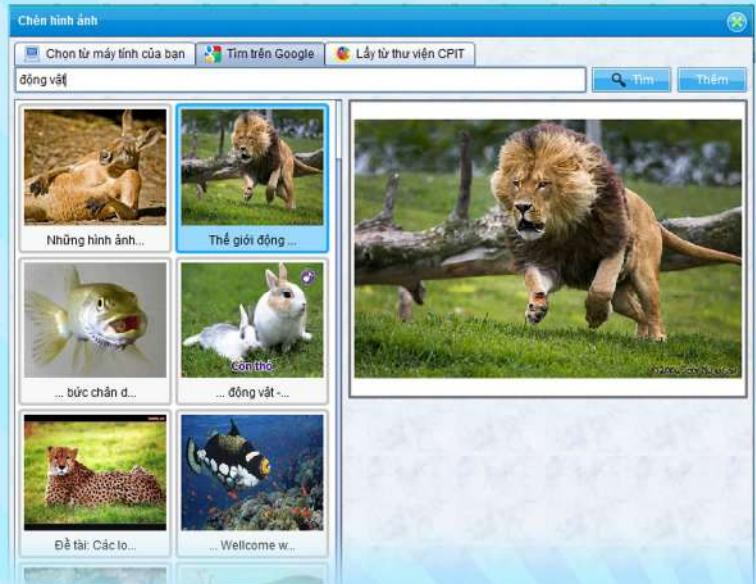 Chèn hình ảnh
Chọn từ máy tính của bạn
Tìm trên Google
Lấy từ thư viện CPIT
động vật
Tìm
Thêm
Những hình ảnh...
Thế giới động ...
Con thỏ
... bức chân d...
... động vật -...
Đề tài: Các lo...
... Wellcome w...